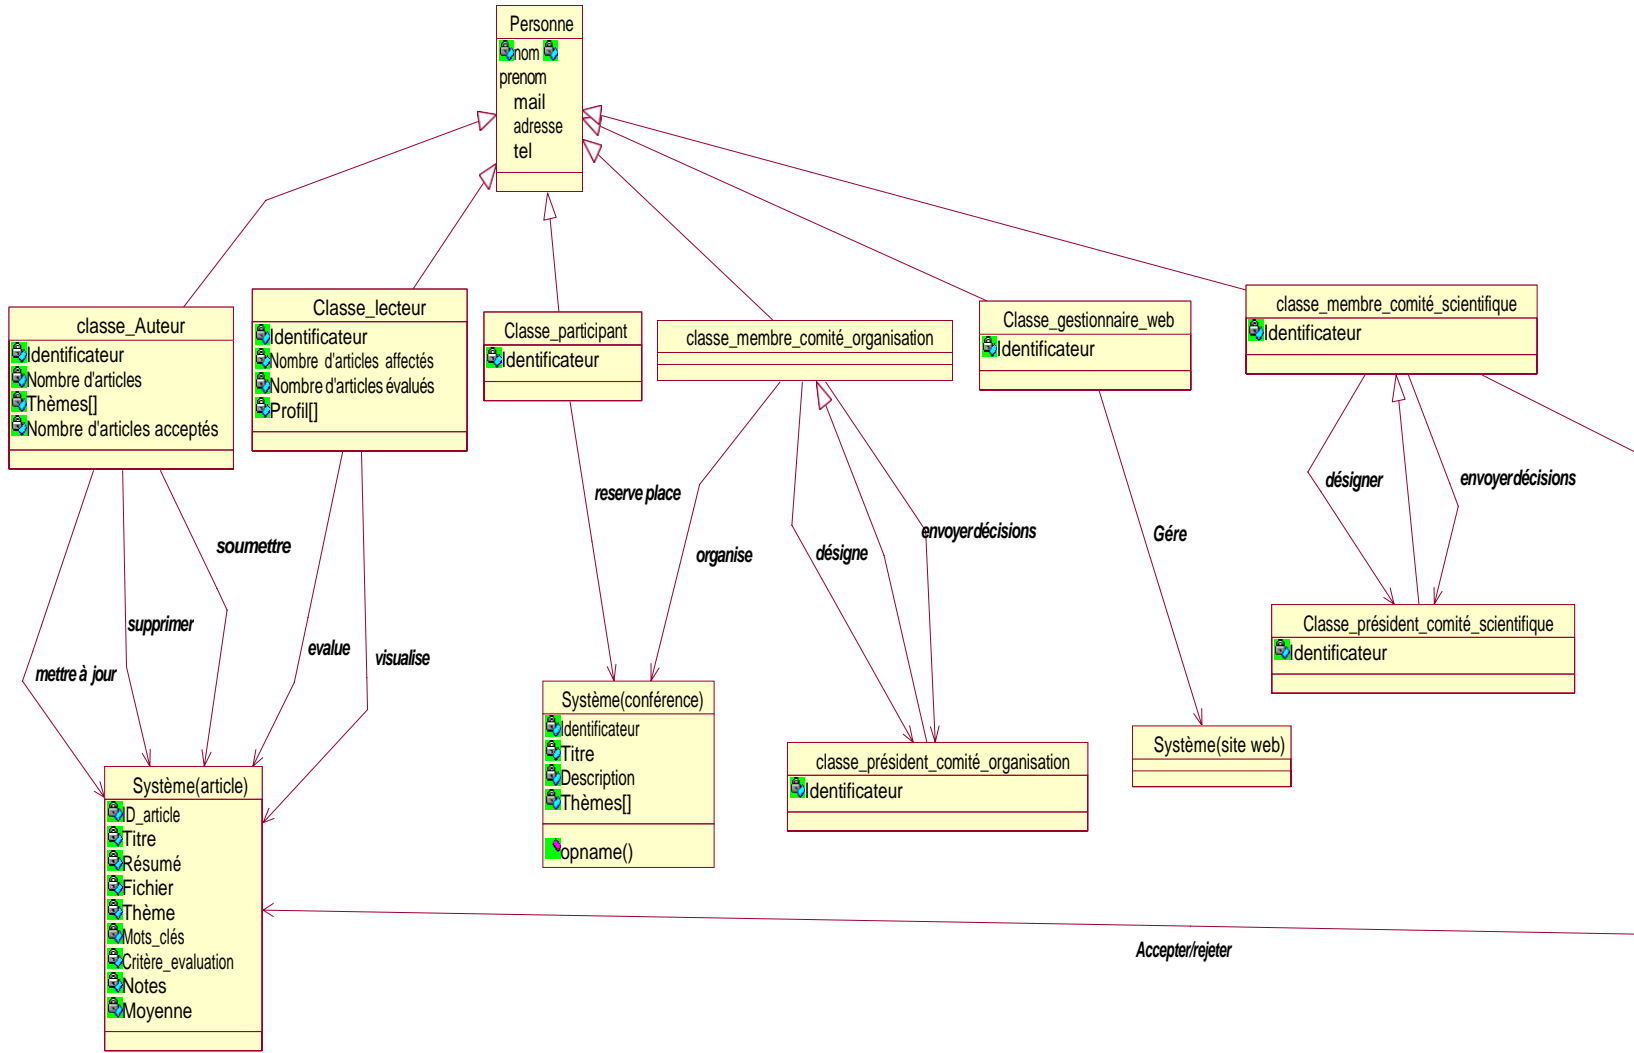 Personne
nom
prenom
mail
adresse
tel
classe_Auteur
Identificateur
Nombre d'articles
Thèmes[]
Nombre d'articles acceptés
Classe_lecteur
Identificateur
Nombre d'articles affectés
Nombre d'articles évalués
Profil[]
Classe_participant
Identificateur
classe_membre_comité_organisation
Classe_gestionnaire_web
Identificateur
classe_membre_comité_scientifique
Identificateur
mettre à jour
supprimer
soumettre
evalue
visualise
reserve place
organise
désigne
envoyer décisions
Gére
désigner
envoyer décisions
Classe_président_comité_scientifique
Identificateur
Système(article)
ID_article
Titre
Résumé
Fichier
Thème
Mots_clés
Critère_evaluation
Notes
Moyenne
Système(conférence)
Identificateur
Titre
Description
Thèmes[]
opname()
classe_président_comité_organisation
Identificateur
Système(site web)
Accepter/rejeter